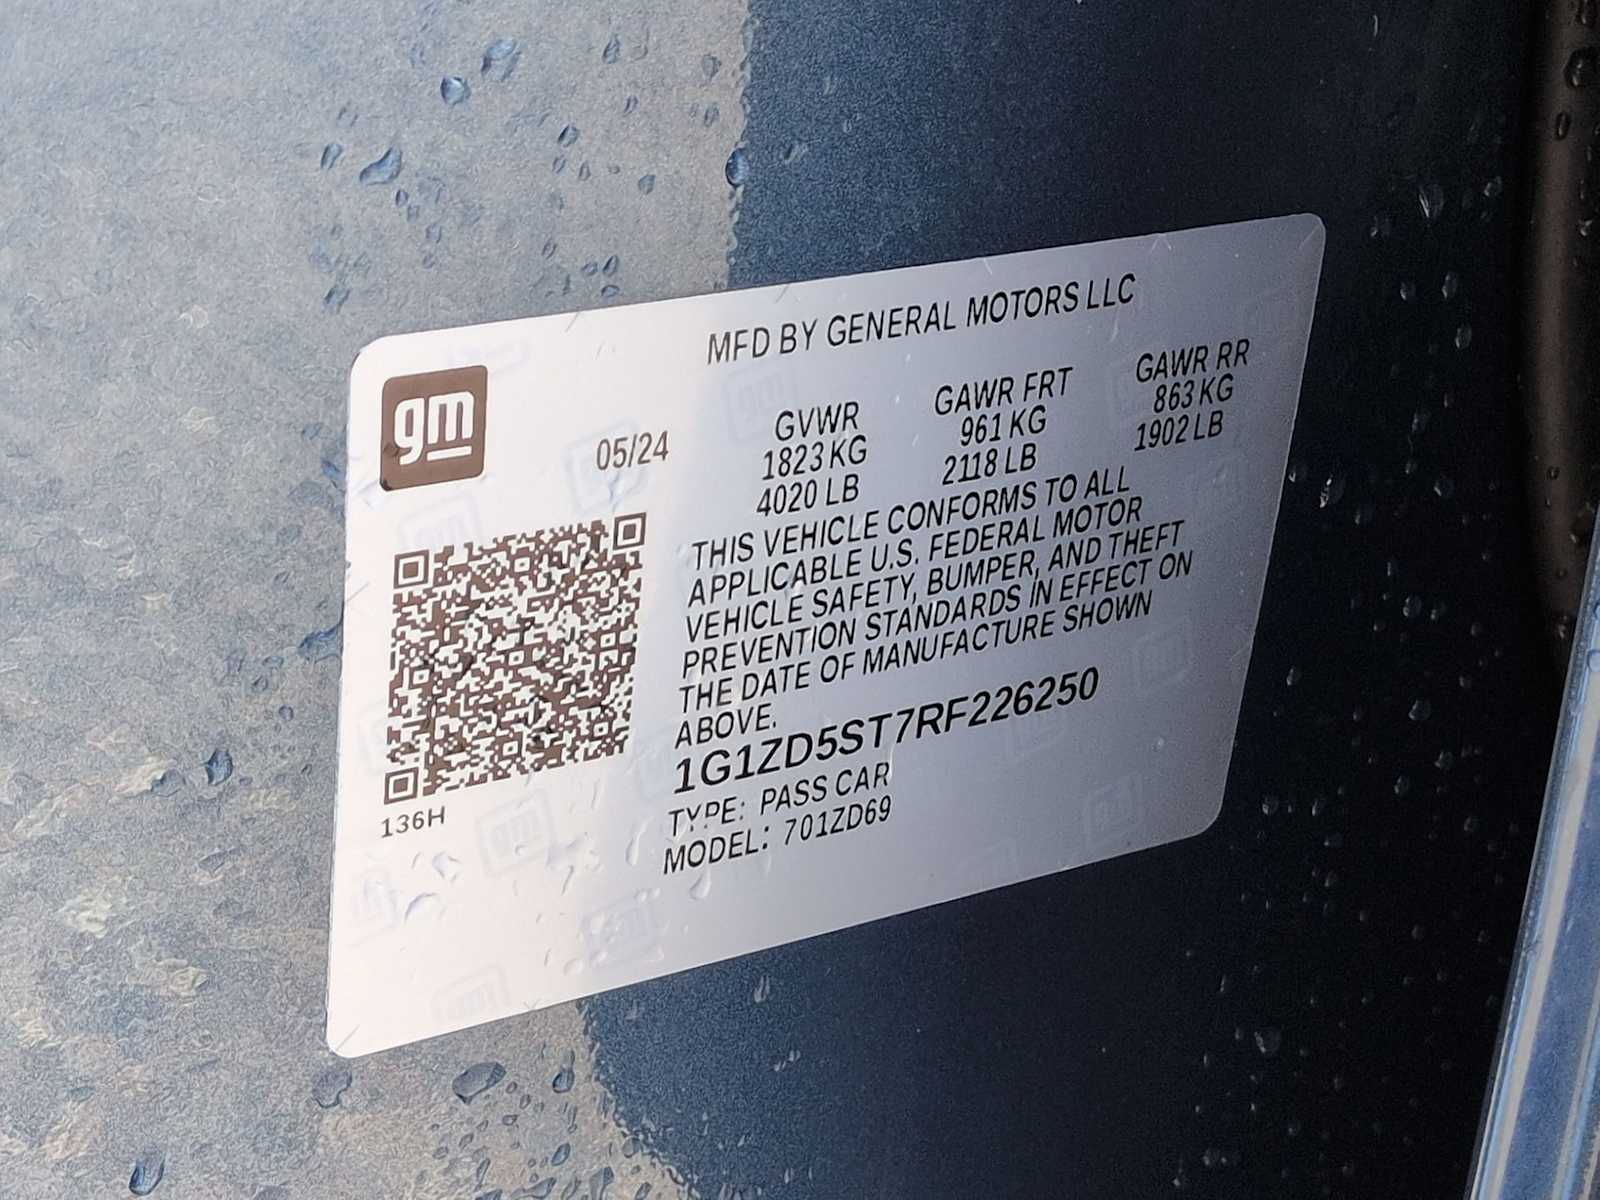 MFD BY GENERAL MOTORS LLC
gm
05/24
GVWR
1823 KG
4020 LB
GAWR FRT
961 KG
2118 LB
GAWR RR
863 KG
1902 LB
THIS VEHICLE CONFORMS TO ALL
APPLICABLE U.S. FEDERAL MOTOR
VEHICLE SAFETY, BUMPER, AND THEFT
PREVENTION STANDARDS IN EFFECT ON
THE DATE OF MANUFACTURE SHOWN
ABOVE.
1G1ZD5ST7RF226250
TYPE: PASS CAR
MODEL: 701ZD69
136H